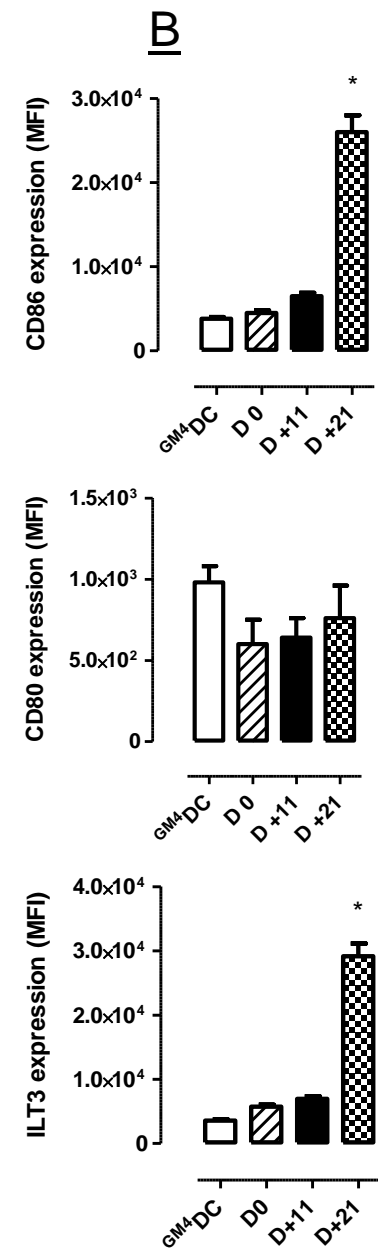 B
CD86 expression (MFI)
*
3.0×10⁴
2.0×10⁴
1.0×10⁴
0
GM4DC
D 0
D +11
D +21
CD80 expression (MFI)
1.5×10³
1.0×10³
5.0×10²
0
GM4DC
D 0
D +11
D +21
ILT3 expression (MFI)
*
4.0×10⁴
3.0×10⁴
2.0×10⁴
1.0×10⁴
0
GM4DC
D0
D+11
D+21